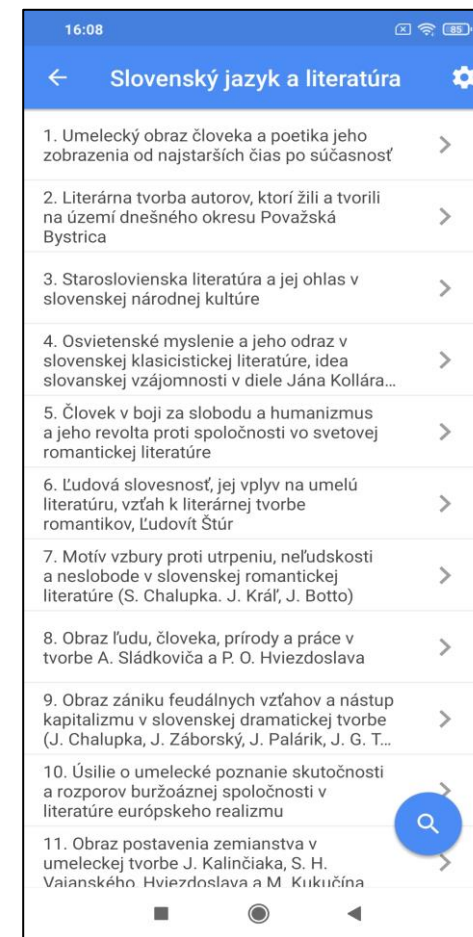 16:08
85
Slovenský jazyk a literatúra
1. Umelecký obraz človeka a poetika jeho
zobrazenia od najstarších čias po súčasnosť
2. Literárna tvorba autorov, ktorí žili a tvorili
na území dnešného okresu Považská
Bystrica
3. Staroslovienska literatúra a jej ohlas v
slovenskej národnej kultúre
4. Osvietenské myslenie a jeho odraz v
slovenskej klasicistickej literatúre, idea
slovanskej vzájomnosti v diele Jána Kollára...
5. Človek v boji za slobodu a humanizmus
a jeho revolta proti spoločnosti vo svetovej
romantickej literatúre
6. Ľudová slovesnosť, jej vplyv na umelú
literatúru, vzťah k literárnej tvorbe
romantikov, Ľudovít Štúr
7. Motív vzbury proti utrpeniu, neľudskosti
a neslobode v slovenskej romantickej
literatúre (S. Chalupka. J. Kráľ, J. Botto)
8. Obraz ľudu, človeka, prírody a práce v
tvorbe A. Sládkoviča a P. O. Hviezdoslava
9. Obraz zániku feudálnych vzťahov a nástup
kapitalizmu v slovenskej dramatickej tvorbe
(J. Chalupka, J. Záborský, J. Palárik, J. G. T...
10. Úsilie o umelecké poznanie skutočnosti
a rozporov buržoáznej spoločnosti v
literatúre európskeho realizmu
11. Obraz postavenia zemianstva v
umeleckej tvorbe J. Kalinčiaka, S. H.
Vajanského, Hviezdoslava a M. Kukučína